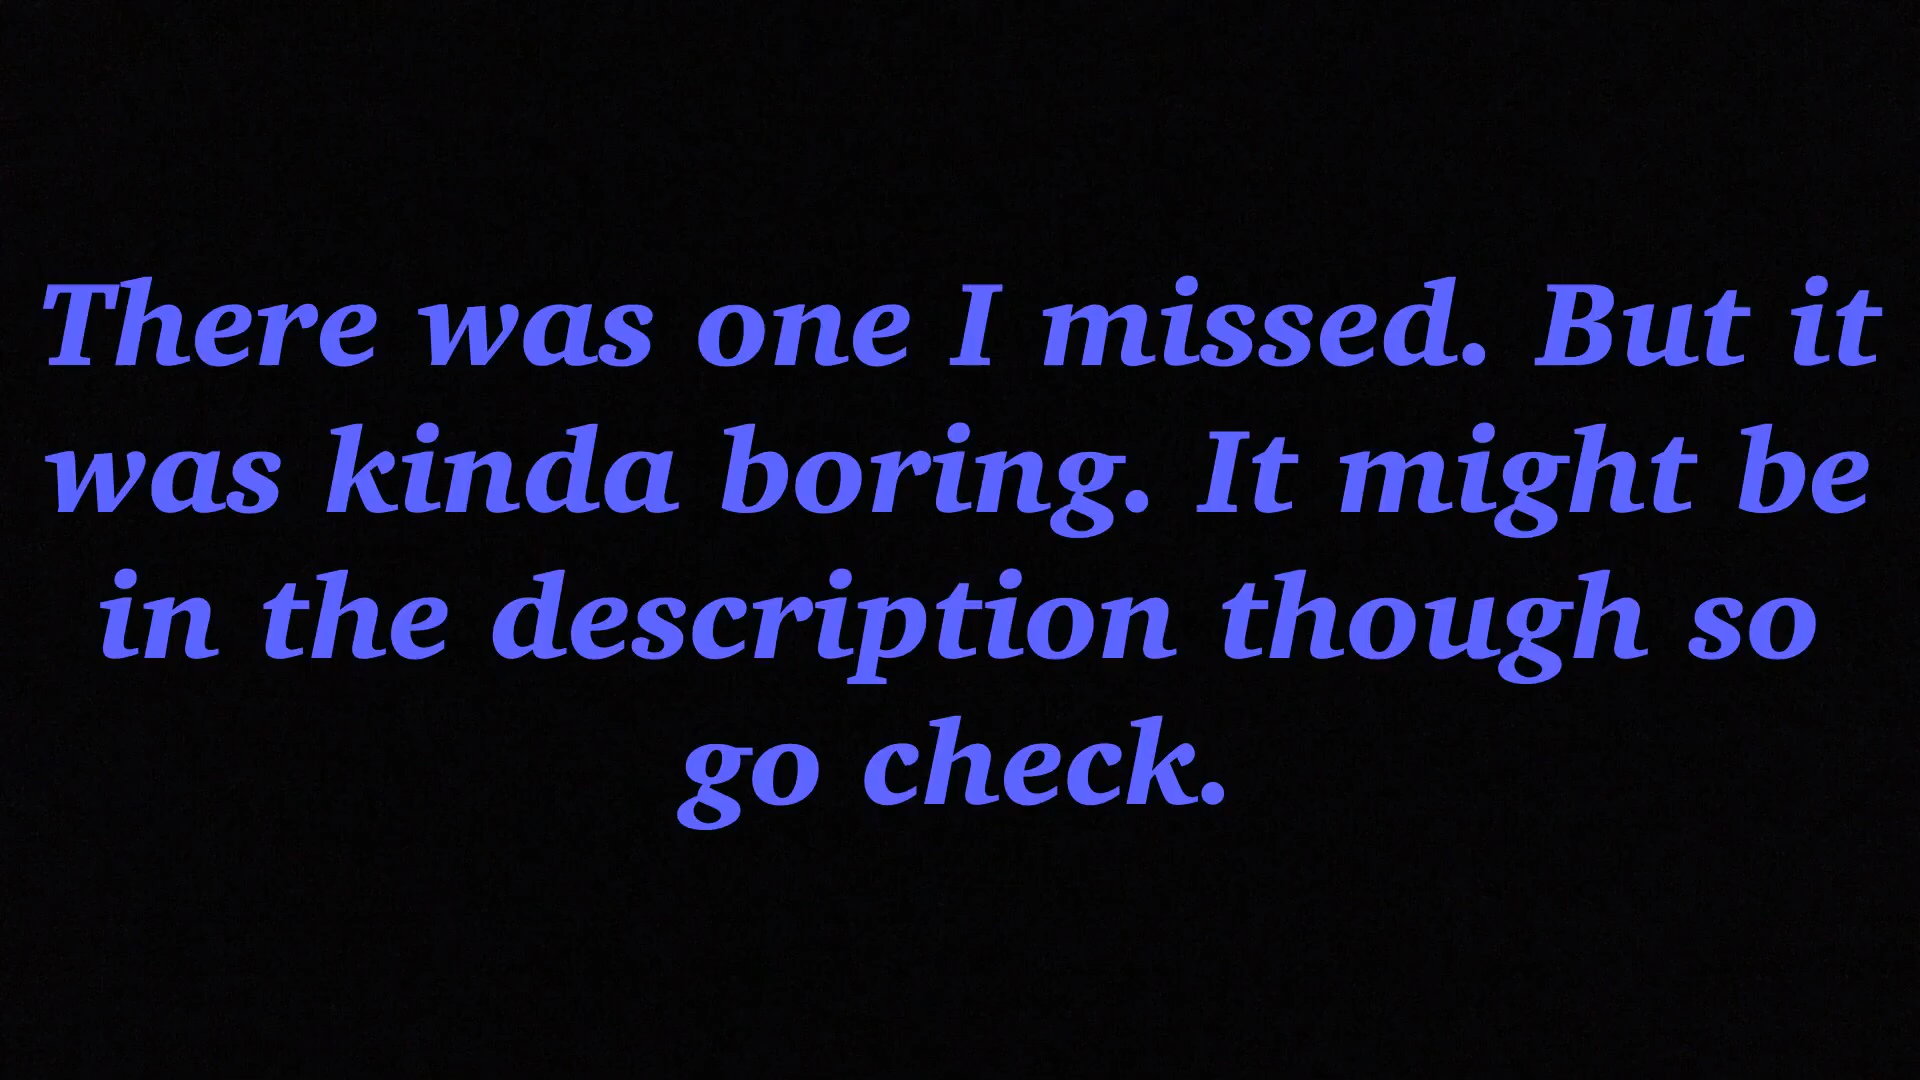 There was one I missed. But it
was kinda boring. It might be
in the description though so
go check.